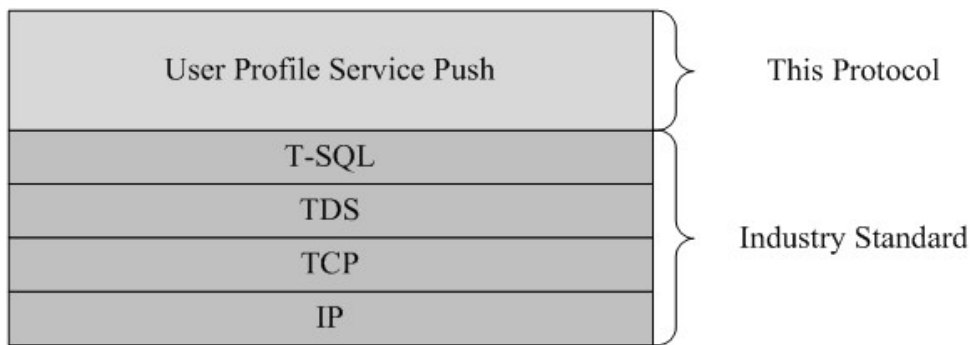 User Profile Service Push
This Protocol
T-SQL
TDS
TCP
IP
Industry Standard